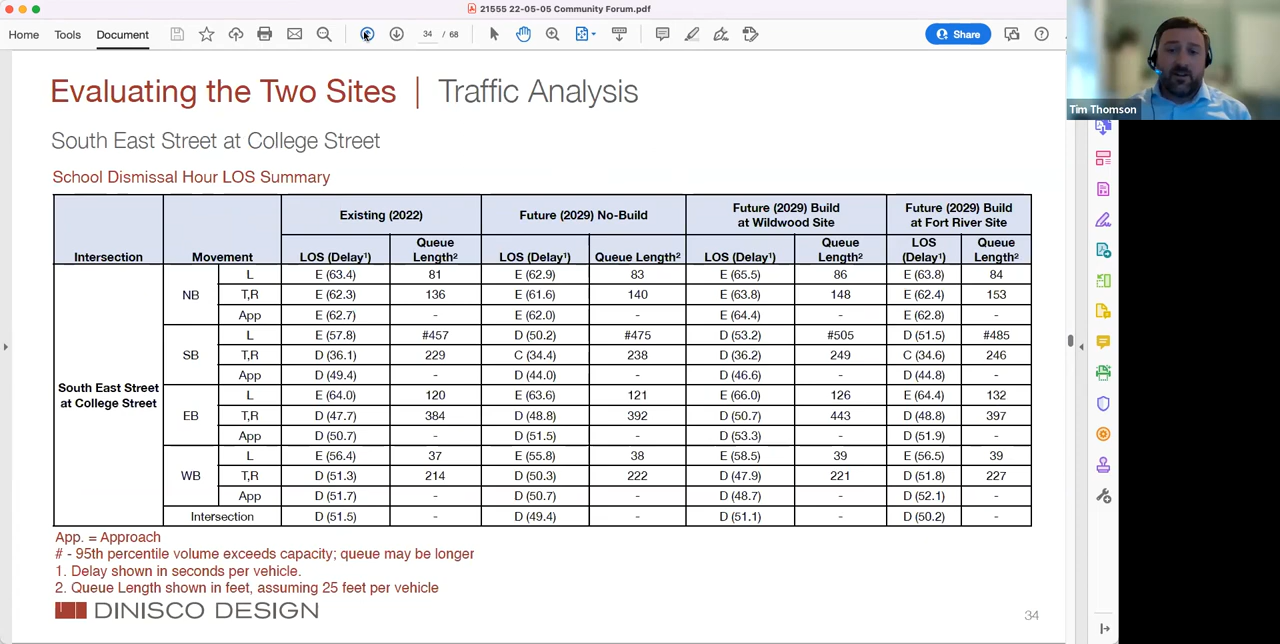 21555 22-05-05 Community Forum.pdf
Home Tools Document 34 / 68 Share
Tim Thomson
Evaluating the Two Sites | Traffic Analysis
South East Street at College Street
School Dismissal Hour LOS Summary
Intersection Movement Existing (2022) Future (2029) No-Build Future (2029) Build at Wildwood Site Future (2029) Build at Fort River Site
LOS (Delay¹) Queue Length² LOS (Delay¹) Queue Length² LOS (Delay¹) Queue Length² LOS (Delay¹) Queue Length²
South East Street at College Street
NB L E (63.4) 81 E (62.9) 83 E (65.5) 86 E (63.8) 84
T,R E (62.3) 136 E (61.6) 140 E (63.8) 148 E (62.4) 153
App E (62.7) - E (62.0) - E (64.4) - E (62.8) -
SB L E (57.8) #457 D (50.2) #475 D (53.2) #505 D (51.5) #485
T,R D (36.1) 229 C (34.4) 238 D (36.2) 249 C (34.6) 246
App D (49.4) - D (44.0) - D (46.6) - D (44.8) -
EB L E (64.0) 120 E (63.6) 121 E (66.0) 126 E (64.4) 132
T,R D (47.7) 384 D (48.8) 392 D (50.7) 443 D (48.8) 397
App D (50.7) - D (51.5) - D (53.3) - D (51.9) -
WB L E (56.4) 37 E (55.8) 38 E (58.5) 39 E (56.5) 39
T,R D (51.3) 214 D (50.3) 222 D (47.9) 221 D (51.8) 227
App D (51.7) - D (50.7) - D (48.7) - D (52.1) -
Intersection D (51.5) - D (49.4) - D (51.1) - D (50.2) -
App. = Approach
# - 95th percentile volume exceeds capacity; queue may be longer
1. Delay shown in seconds per vehicle.
2. Queue Length shown in feet, assuming 25 feet per vehicle
DINISCO DESIGN
34